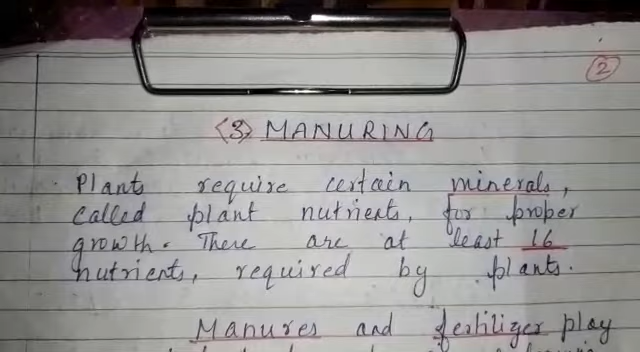 2
<3> MANURING
Plants require certain minerals,
called plant nutrients, for proper
growth. There are at least 16
nutrients, required by plants.
Manures and fertilizer play